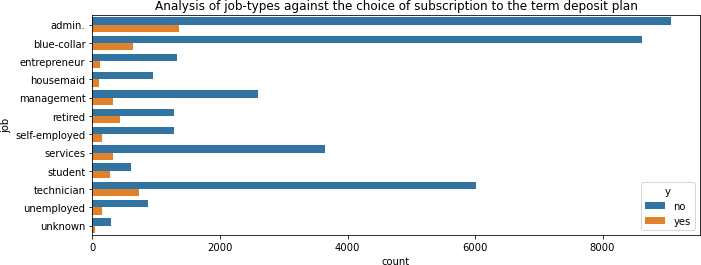 Analysis of job-types against the choice of subscription to the term deposit plan
job
admin.
blue-collar
entrepreneur
housemaid
management
retired
self-employed
services
student
technician
unemployed
unknown
y
no
yes
0 2000 4000 6000 8000
count